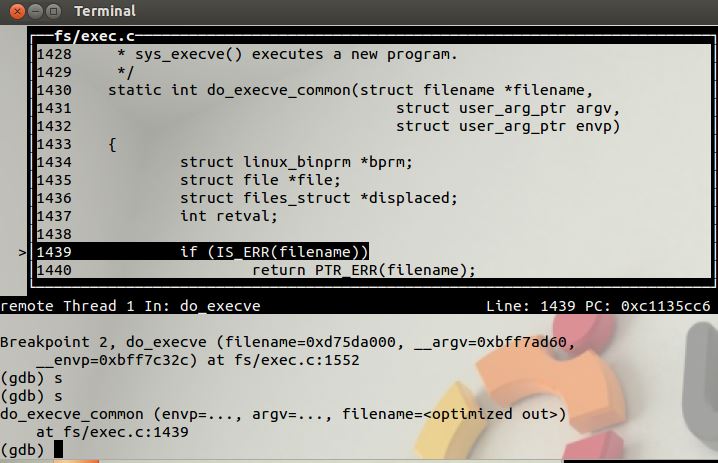 Terminal
fs/exec.c
1428 * sys_execve() executes a new program.
1429 */
1430 static int do_execve_common(struct filename *filename,
1431 struct user_arg_ptr argv,
1432 struct user_arg_ptr envp)
1433 {
1434 struct linux_binprm *bprm;
1435 struct file *file;
1436 struct files_struct *displaced;
1437 int retval;
1438
>1439 if (IS_ERR(filename))
1440 return PTR_ERR(filename);
remote Thread 1 In: do_execve Line: 1439 PC: 0xc1135cc6
Breakpoint 2, do_execve (filename=0xd75da000, __argv=0xbff7ad60,
__envp=0xbff7c32c) at fs/exec.c:1552
(gdb) s
(gdb) s
do_execve_common (envp=..., argv=..., filename=<optimized out>)
at fs/exec.c:1439
(gdb)